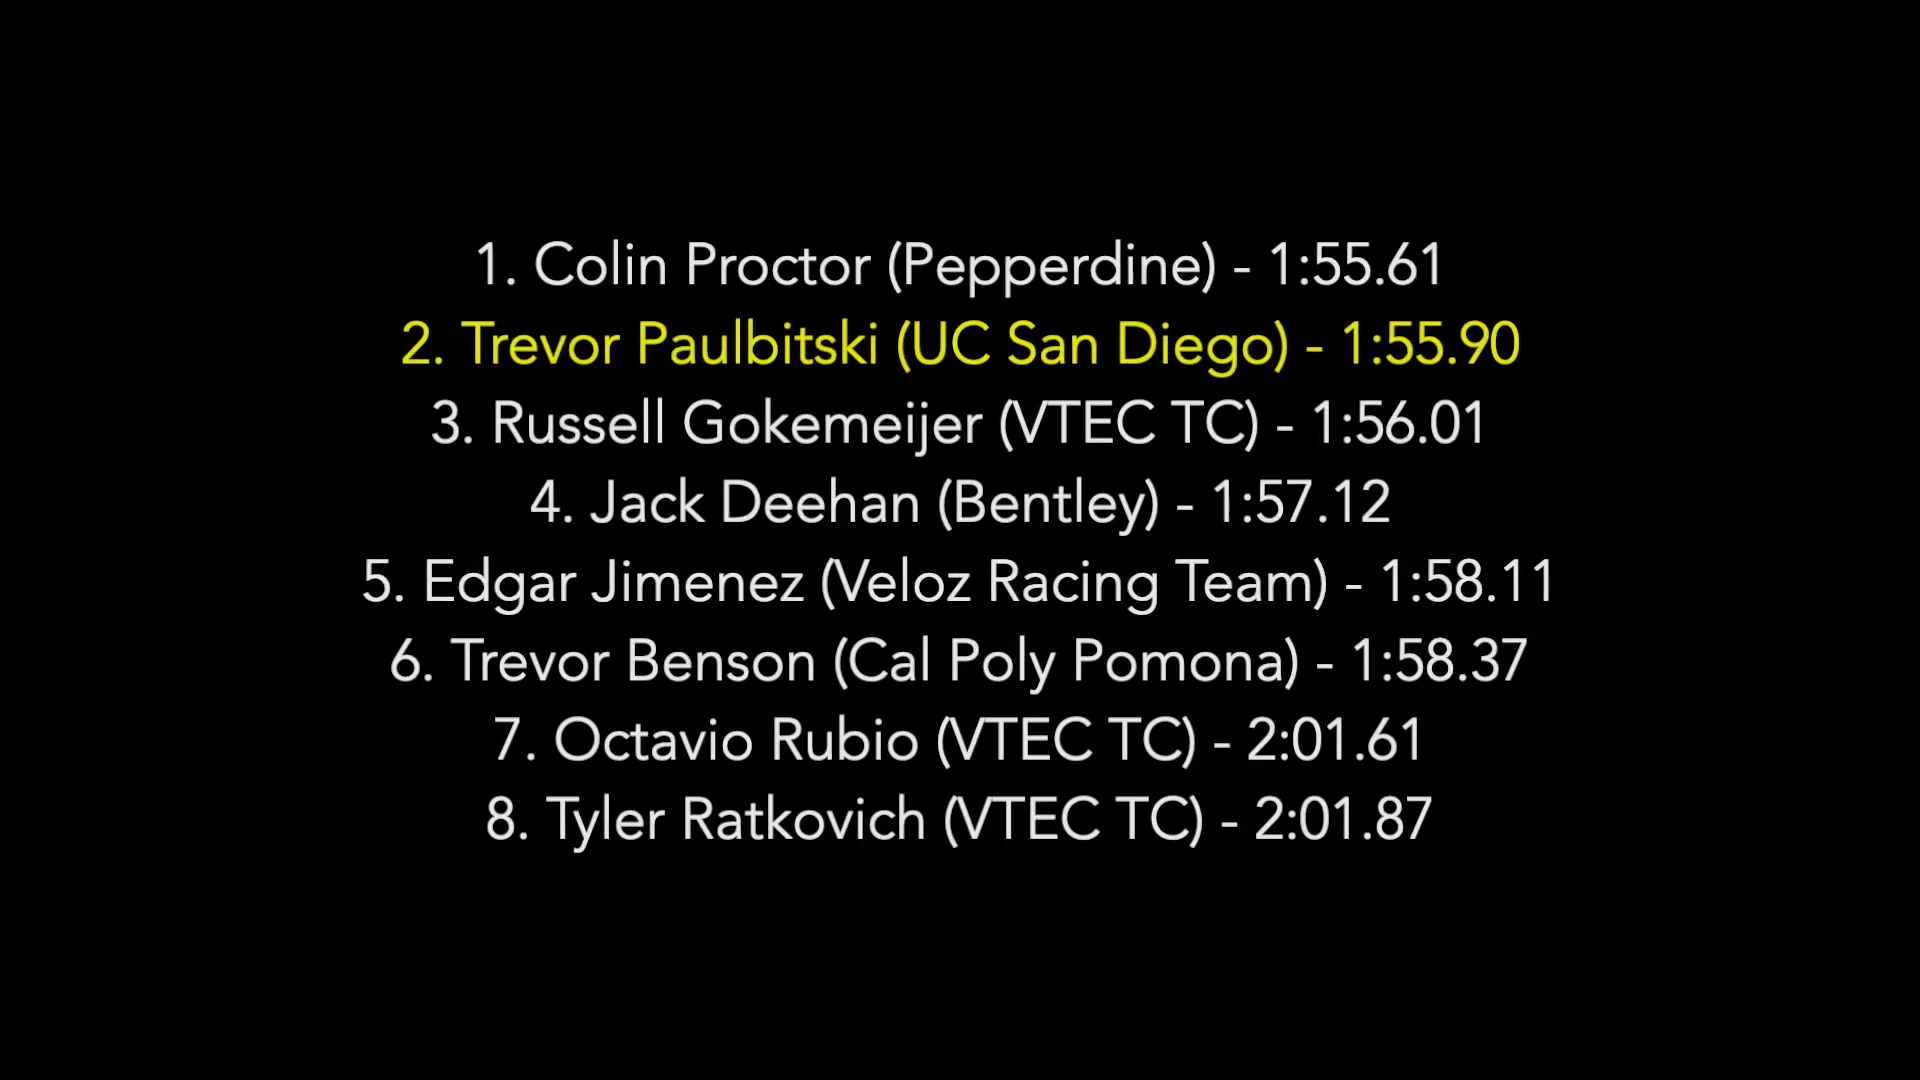 1. Colin Proctor (Pepperdine) - 1:55.61
2. Trevor Paulbitski (UC San Diego) - 1:55.90
3. Russell Gokemeijer (VTEC TC) - 1:56.01
4. Jack Deehan (Bentley) - 1:57.12
5. Edgar Jimenez (Veloz Racing Team) - 1:58.11
6. Trevor Benson (Cal Poly Pomona) - 1:58.37
7. Octavio Rubio (VTEC TC) - 2:01.61
8. Tyler Ratkovich (VTEC TC) - 2:01.87